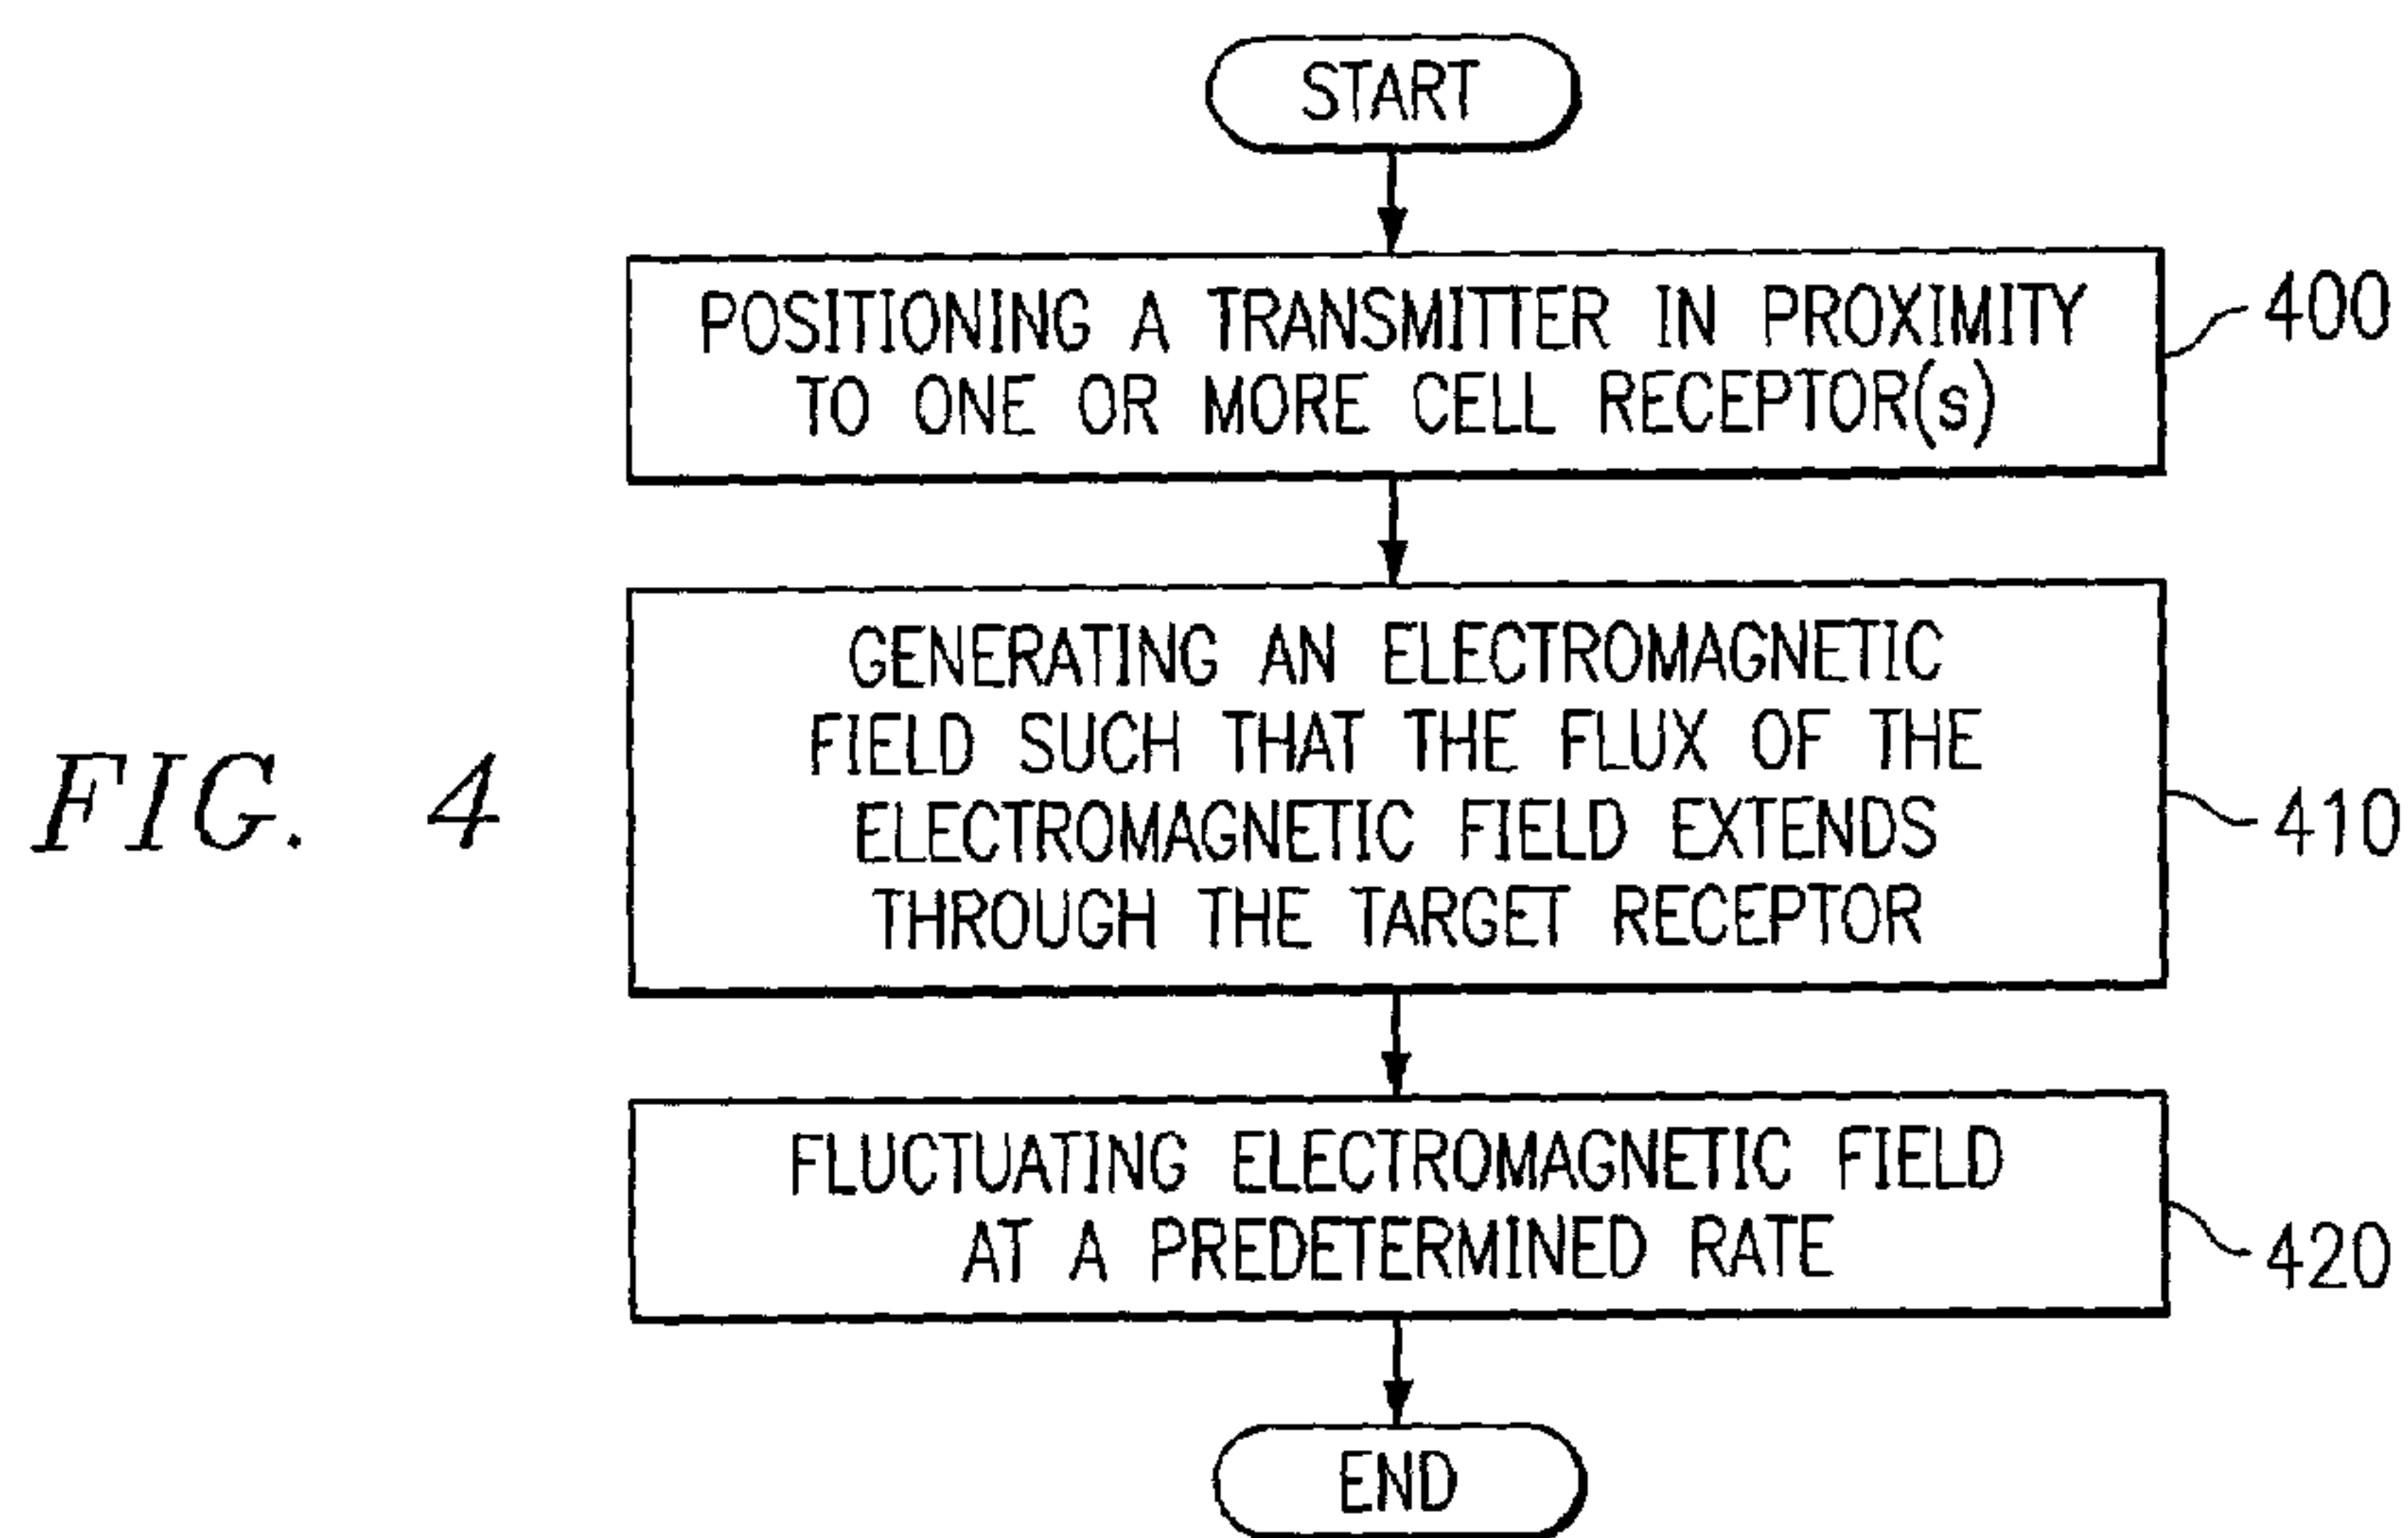 START
POSITIONING A TRANSMITTER IN PROXIMITY
TO ONE OR MORE CELL RECEPTOR(s)
400
GENERATING AN ELECTROMAGNETIC
FIELD SUCH THAT THE FLUX OF THE
ELECTROMAGNETIC FIELD EXTENDS
THROUGH THE TARGET RECEPTOR
410
FIG. 4
FLUCTUATING ELECTROMAGNETIC FIELD
AT A PREDETERMINED RATE
420
END